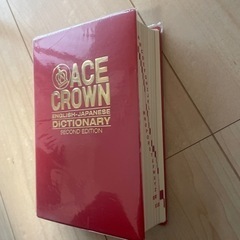 ACE
CROWN
ENGLISH-JAPANESE
DICTIONARY
SECOND EDITION